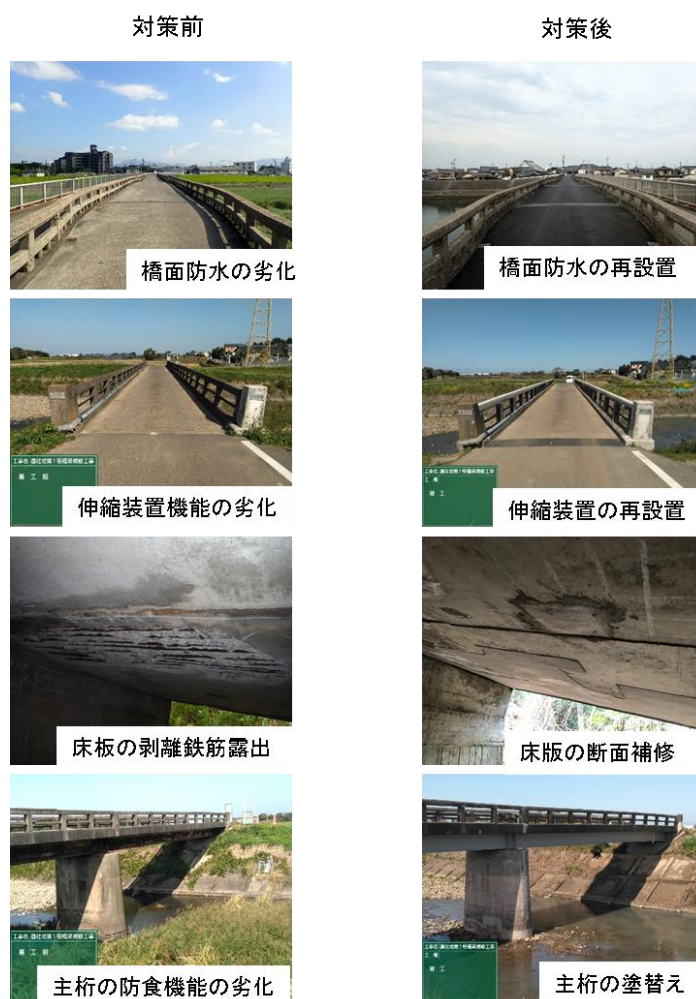 対策前
対策後
橋面防水の劣化
橋面防水の再設置
伸縮装置機能の劣化
伸縮装置の再設置
床板の剥離鉄筋露出
床版の断面補修
主桁の防食機能の劣化
主桁の塗替え